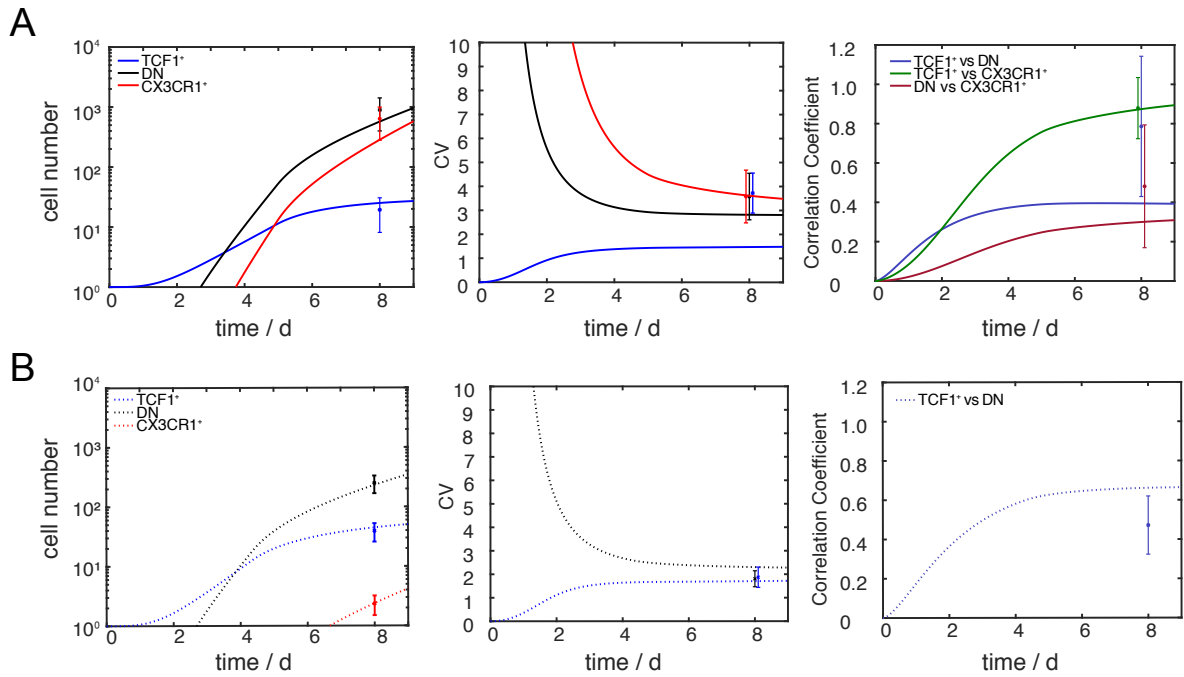 A
cell number
10⁴
10³
10²
10¹
10⁰
TCF1⁺
DN
CX3CR1⁺
0 2 4 6 8
time / d
CV
10
9
8
7
6
5
4
3
2
1
0
0 2 4 6 8
time / d
Correlation Coefficient
1.2
1.0
0.8
0.6
0.4
0.2
0
TCF1⁺ vs DN
TCF1⁺ vs CX3CR1⁺
DN vs CX3CR1⁺
0 2 4 6 8
time / d
B
cell number
10⁴
10³
10²
10¹
10⁰
TCF1⁺
DN
CX3CR1⁺
0 2 4 6 8
time / d
CV
10
9
8
7
6
5
4
3
2
1
0
0 2 4 6 8
time / d
Correlation Coefficient
1.2
1.0
0.8
0.6
0.4
0.2
0
TCF1⁺ vs DN
0 2 4 6 8
time / d